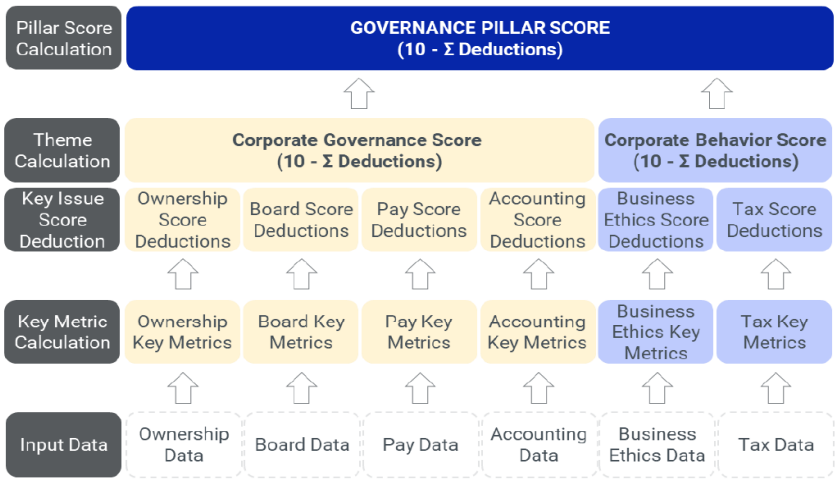 Pillar Score
Calculation
GOVERNANCE PILLAR SCORE
(10 - Σ Deductions)
Theme
Calculation
Corporate Governance Score
(10 - Σ Deductions)
Corporate Behavior Score
(10 - Σ Deductions)
Key Issue
Score
Deduction
Ownership
Score
Deductions
Board Score
Deductions
Pay Score
Deductions
Accounting
Score
Deductions
Business
Ethics Score
Deductions
Tax Score
Deductions
Key Metric
Calculation
Ownership
Key Metrics
Board Key
Metrics
Pay Key
Metrics
Accounting
Key Metrics
Business
Ethics Key
Metrics
Tax Key
Metrics
Input Data
Ownership
Data
Board Data
Pay Data
Accounting
Data
Business
Ethics Data
Tax Data